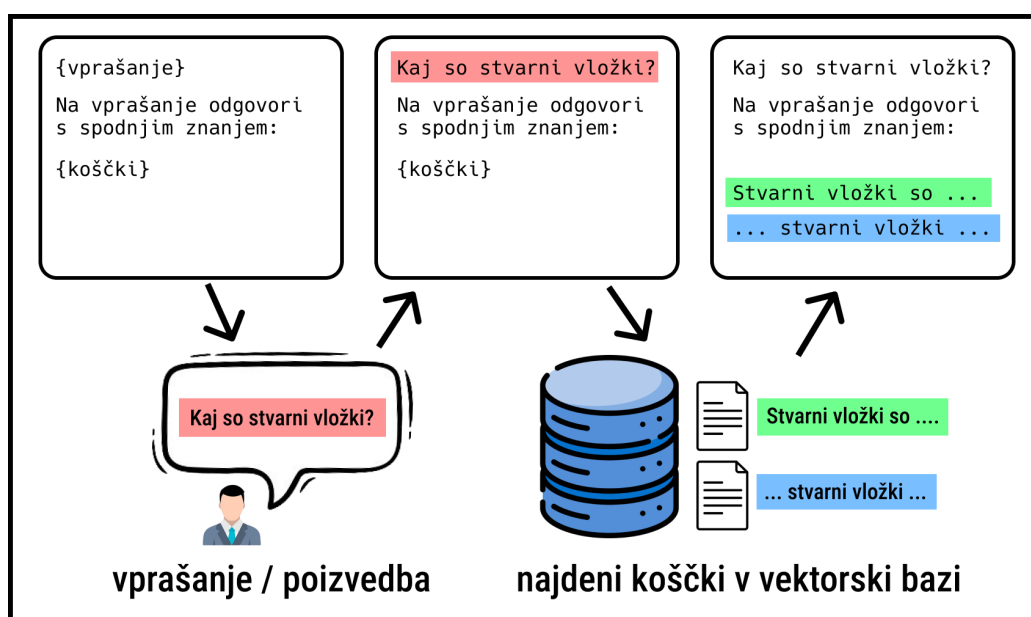 {vprašanje}
Na vprašanje odgovori
s spodnjim znanjem:
{koščki}
Kaj so stvarni vložki?
Na vprašanje odgovori
s spodnjim znanjem:
{koščki}
Kaj so stvarni vložki?
Na vprašanje odgovori
s spodnjim znanjem:
Stvarni vložki so ...
... stvarni vložki ...
Kaj so stvarni vložki?
Stvarni vložki so ....
... stvarni vložki ...
vprašanje / poizvedba
najdeni koščki v vektorski bazi